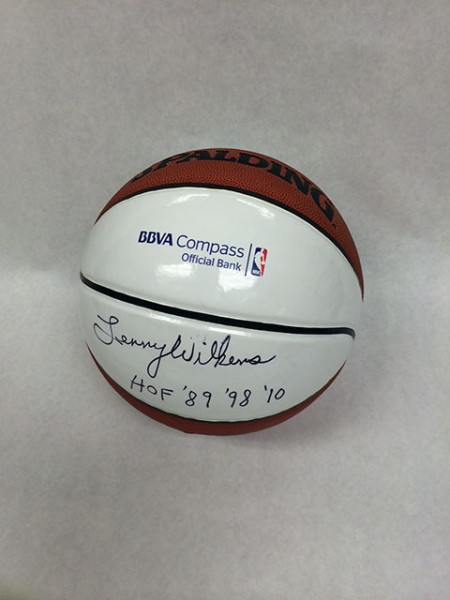 SPALDING
BBVA Compass
Official Bank
Lenny Wilkens
HOF '89 '98 '10